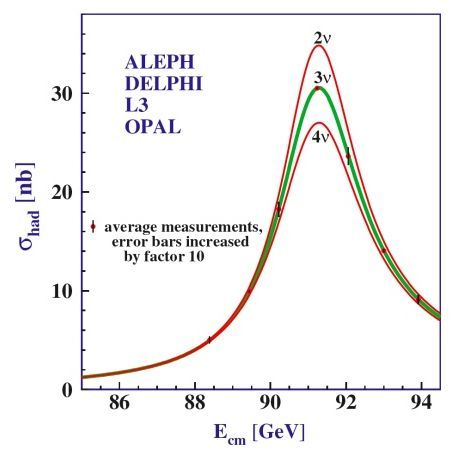 ALEPH
DELPHI
L3
OPAL
2ν
3ν
4ν
average measurements,
error bars increased
by factor 10
σhad [nb]
30
20
10
0
86 88 90 92 94
Ecm [GeV]